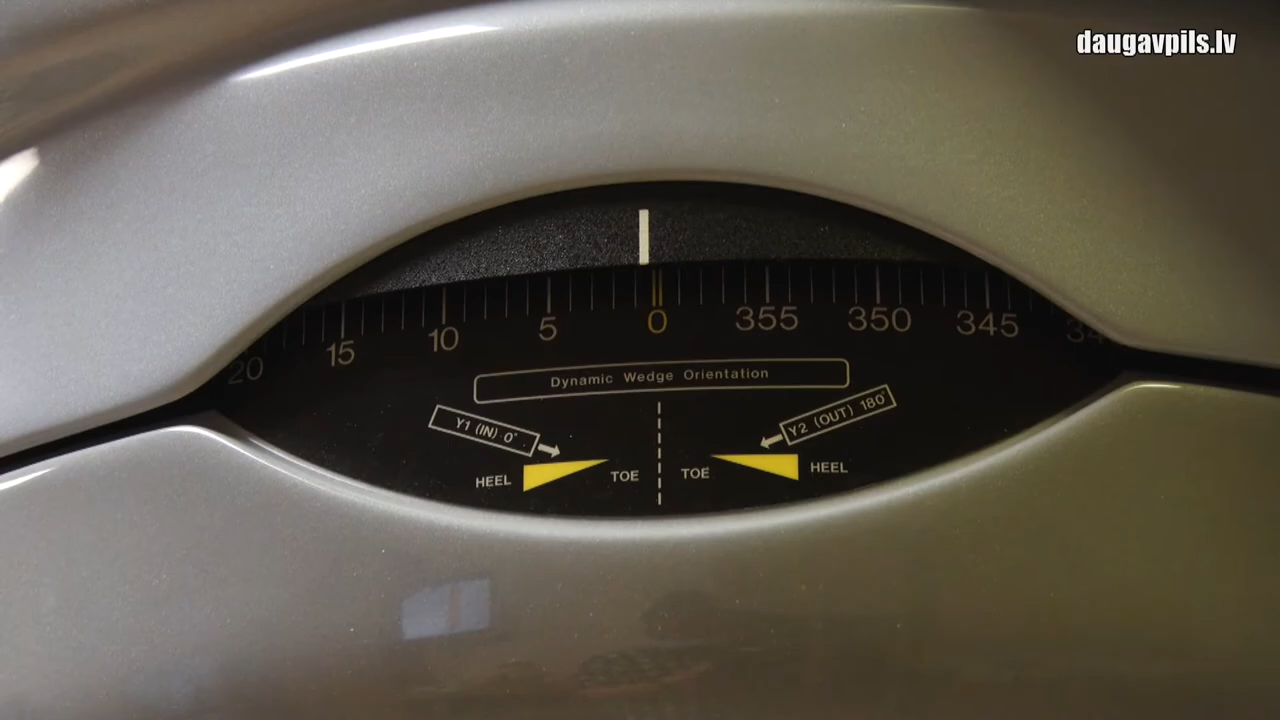 daugavpils.lv
20 15 10 5 0 355 350 345
Dynamic Wedge Orientation
Y1 (IN) 0° Y2 (OUT) 180°
HEEL TOE TOE HEEL